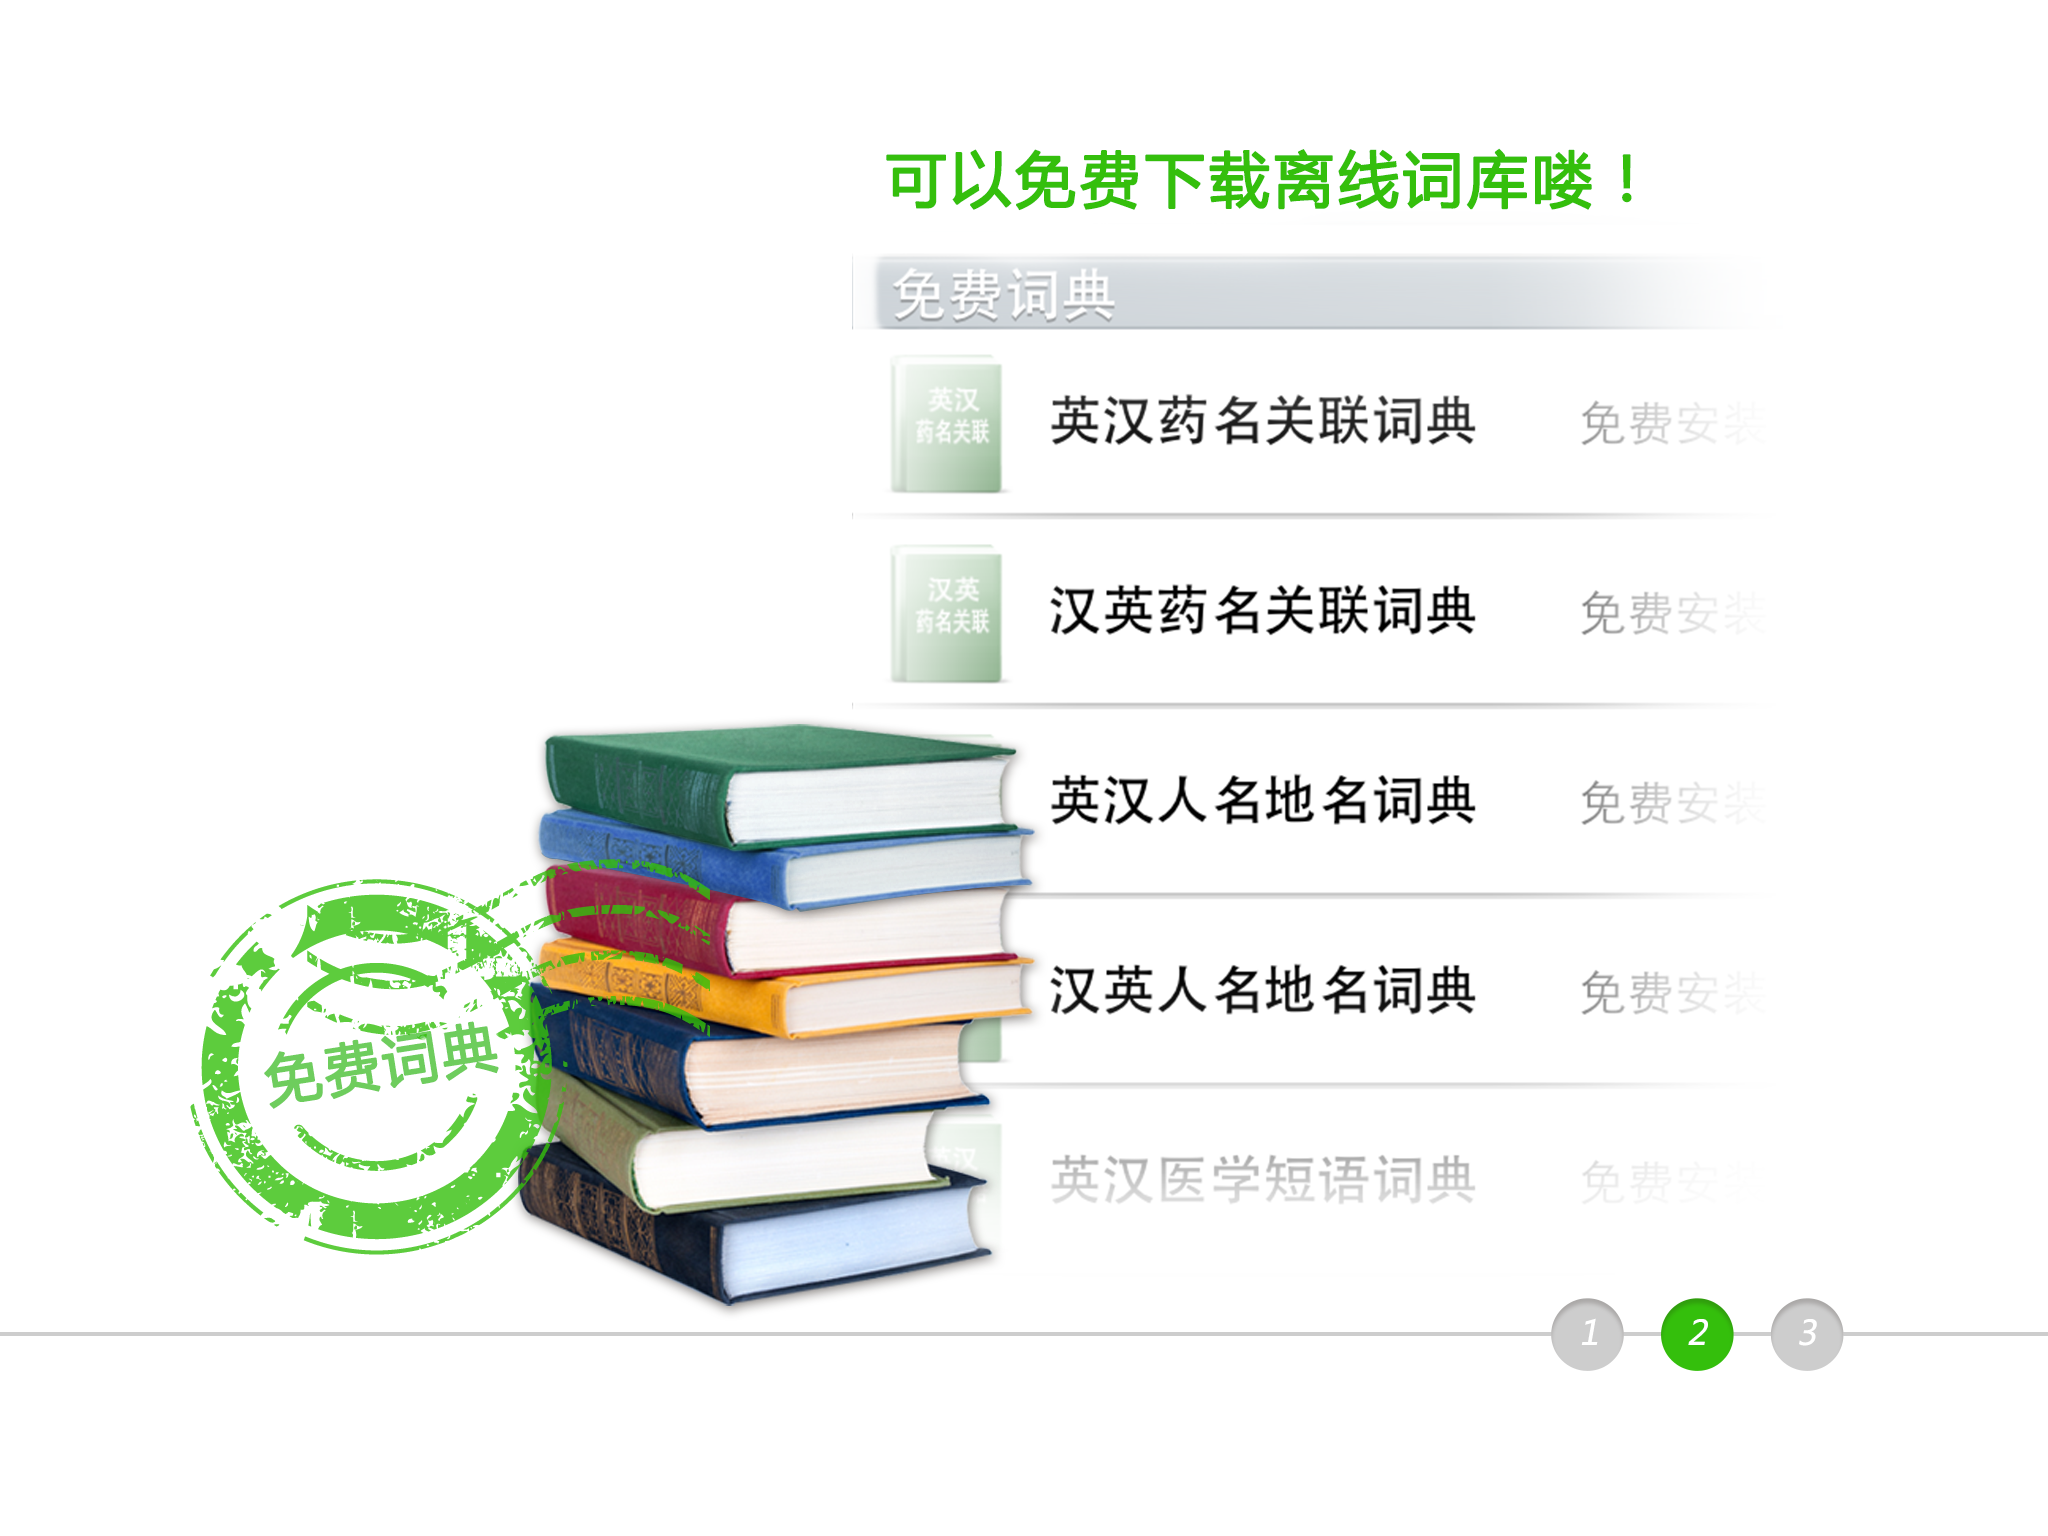 可以免费下载离线词库喽！
免费词典
英汉
药名关联
英汉药名关联词典 免费安装
汉英
药名关联
汉英药名关联词典 免费安装
英汉人名地名词典 免费安装
汉英人名地名词典 免费安装
英汉医学短语词典 免费安装
免费词典
1 2 3